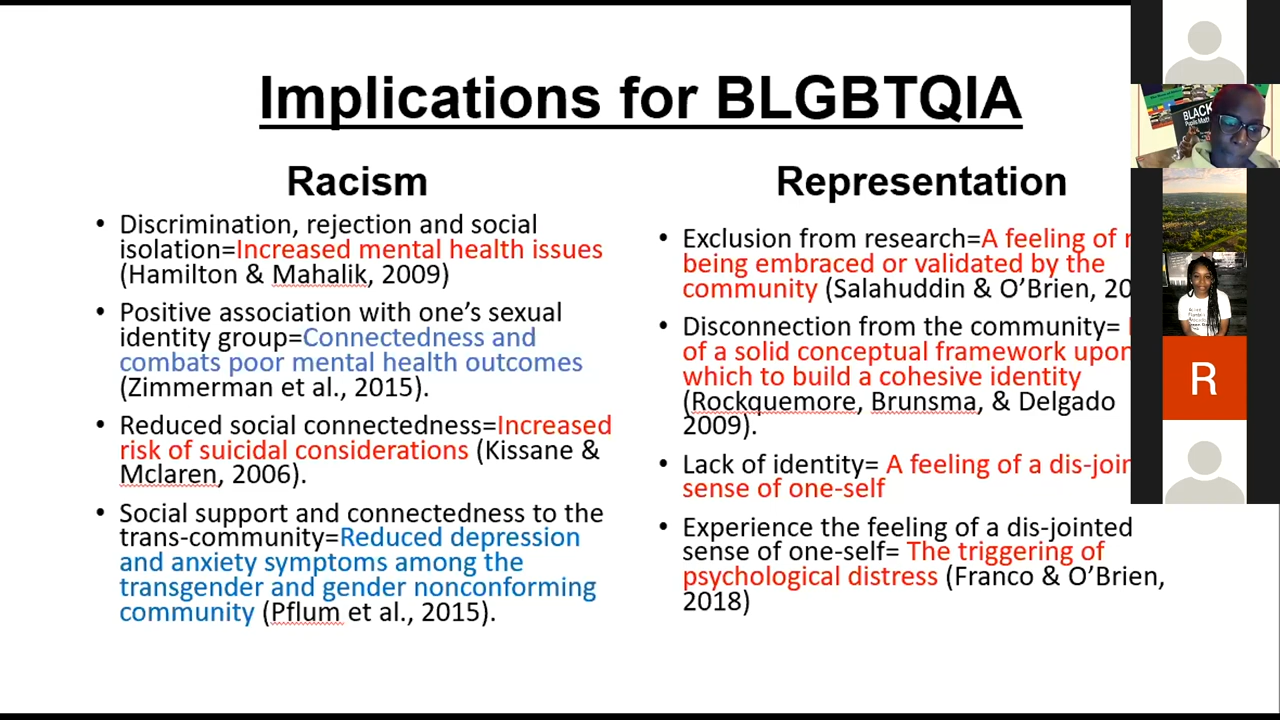 Implications for BLGBTQIA
Racism
• Discrimination, rejection and social
isolation=Increased mental health issues
(Hamilton & Mahalik, 2009)
• Positive association with one’s sexual
identity group=Connectedness and
combats poor mental health outcomes
(Zimmerman et al., 2015).
• Reduced social connectedness=Increased
risk of suicidal considerations (Kissane &
Mclaren, 2006).
• Social support and connectedness to the
trans-community=Reduced depression
and anxiety symptoms among the
transgender and gender nonconforming
community (Pflum et al., 2015).
Representation
• Exclusion from research=A feeling of
being embraced or validated by the
community (Salahuddin & O’Brien, 20
• Disconnection from the community=
of a solid conceptual framework upon
which to build a cohesive identity
(Rockquemore, Brunsma, & Delgado
2009).
• Lack of identity= A feeling of a dis-join
sense of one-self
• Experience the feeling of a dis-jointed
sense of one-self= The triggering of
psychological distress (Franco & O’Brien,
2018)
BLACK
R